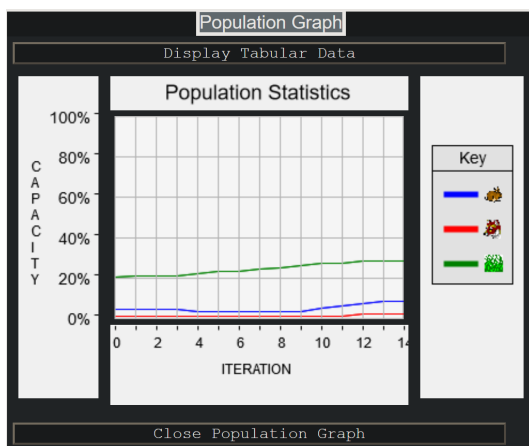 Population Graph
Display Tabular Data
Population Statistics
CAPACITY
100%
80%
60%
40%
20%
0%
0 2 4 6 8 10 12 14
ITERATION
Key
Close Population Graph